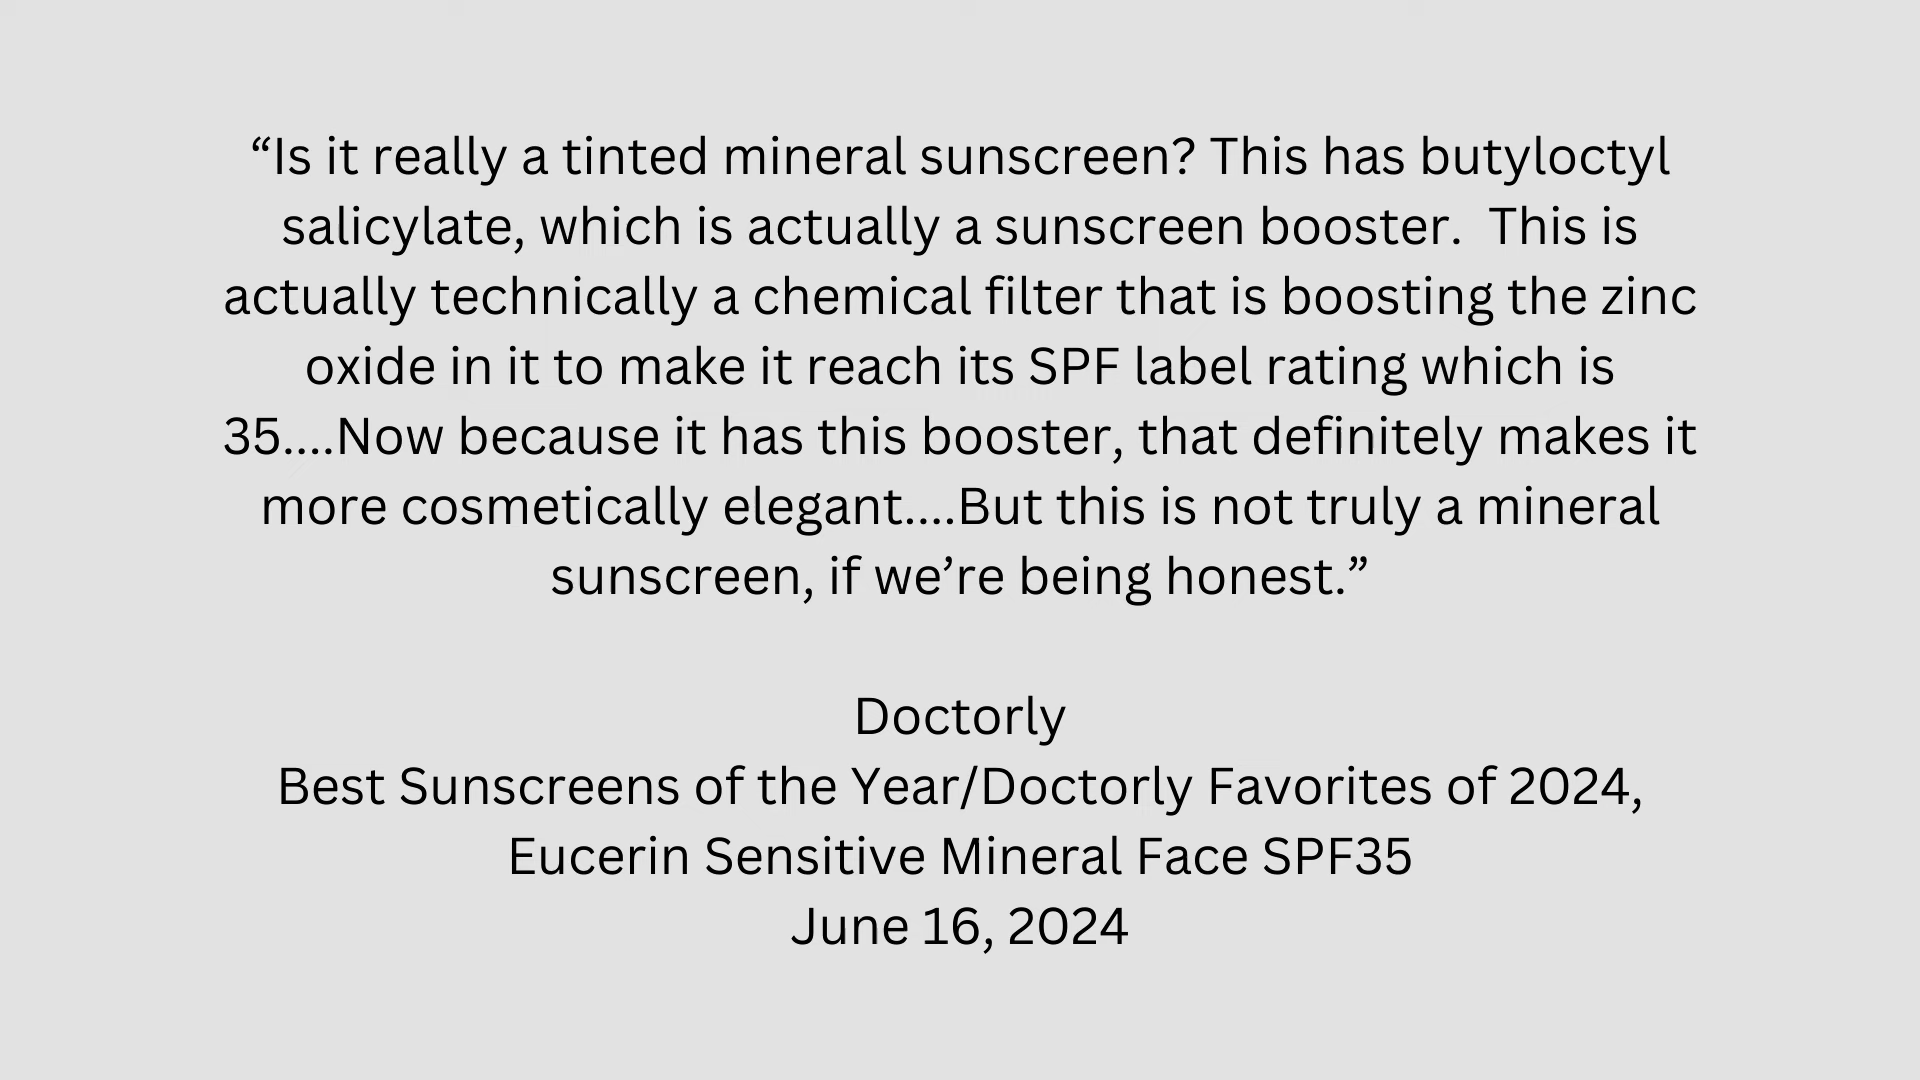 “Is it really a tinted mineral sunscreen? This has butyloctyl
salicylate, which is actually a sunscreen booster.  This is
actually technically a chemical filter that is boosting the zinc
oxide in it to make it reach its SPF label rating which is
35....Now because it has this booster, that definitely makes it
more cosmetically elegant....But this is not truly a mineral
sunscreen, if we’re being honest.”
Doctorly
Best Sunscreens of the Year/Doctorly Favorites of 2024,
Eucerin Sensitive Mineral Face SPF35
June 16, 2024